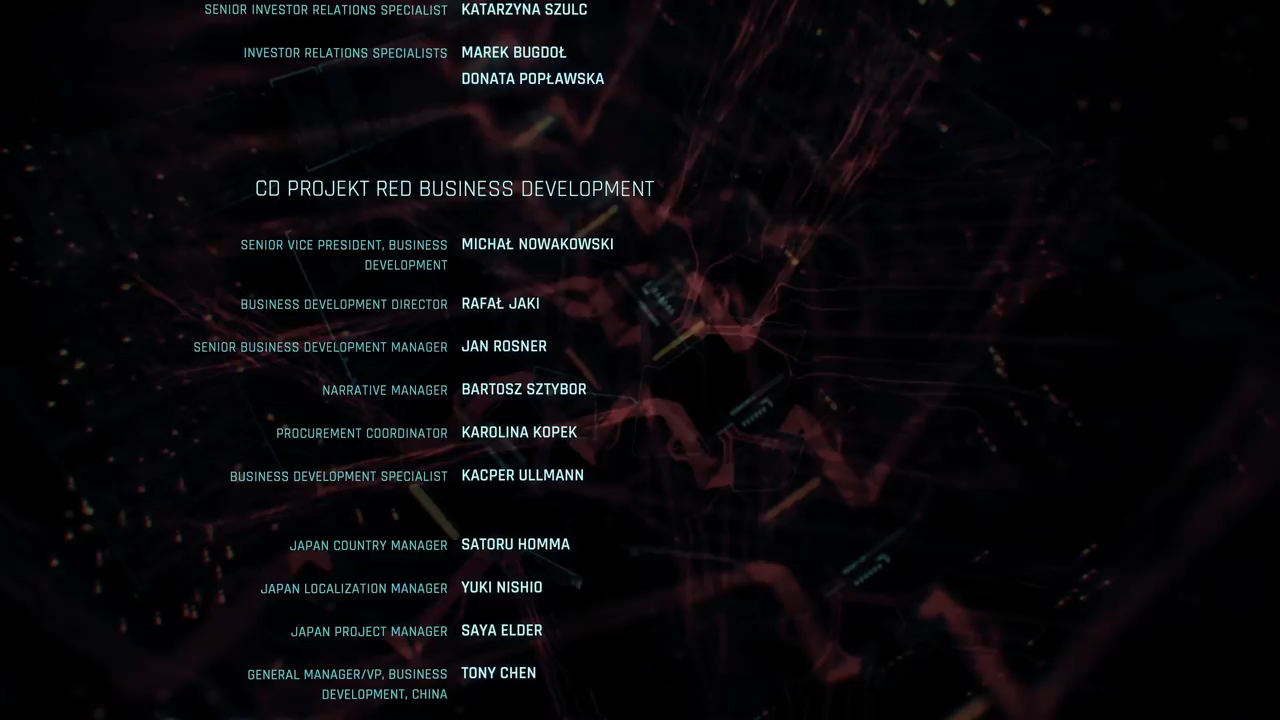 SENIOR INVESTOR RELATIONS SPECIALIST KATARZYNA SZULC
INVESTOR RELATIONS SPECIALISTS MAREK BUGDOŁ
DONATA POPŁAWSKA
CD PROJEKT RED BUSINESS DEVELOPMENT
SENIOR VICE PRESIDENT, BUSINESS MICHAŁ NOWAKOWSKI
DEVELOPMENT
BUSINESS DEVELOPMENT DIRECTOR RAFAŁ JAKI
SENIOR BUSINESS DEVELOPMENT MANAGER JAN ROSNER
NARRATIVE MANAGER BARTOSZ SZTYBOR
PROCUREMENT COORDINATOR KAROLINA KOPEK
BUSINESS DEVELOPMENT SPECIALIST KACPER ULLMANN
JAPAN COUNTRY MANAGER SATORU HOMMA
JAPAN LOCALIZATION MANAGER YUKI NISHIO
JAPAN PROJECT MANAGER SAYA ELDER
GENERAL MANAGER/VP, BUSINESS TONY CHEN
DEVELOPMENT, CHINA